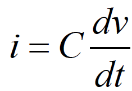 i = C dv/dt